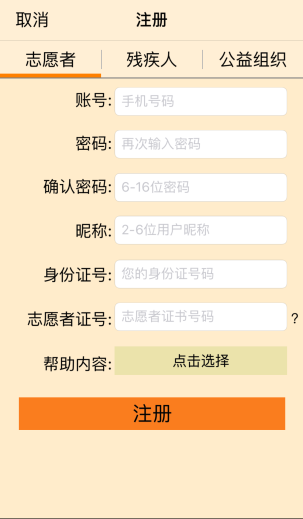 取消 注册
志愿者 残疾人 公益组织
账号: 手机号码
密码: 再次输入密码
确认密码: 6-16位密码
昵称: 2-6位用户昵称
身份证号: 您的身份证号码
志愿者证号: 志愿者证书号码 ?
帮助内容: 点击选择
注册